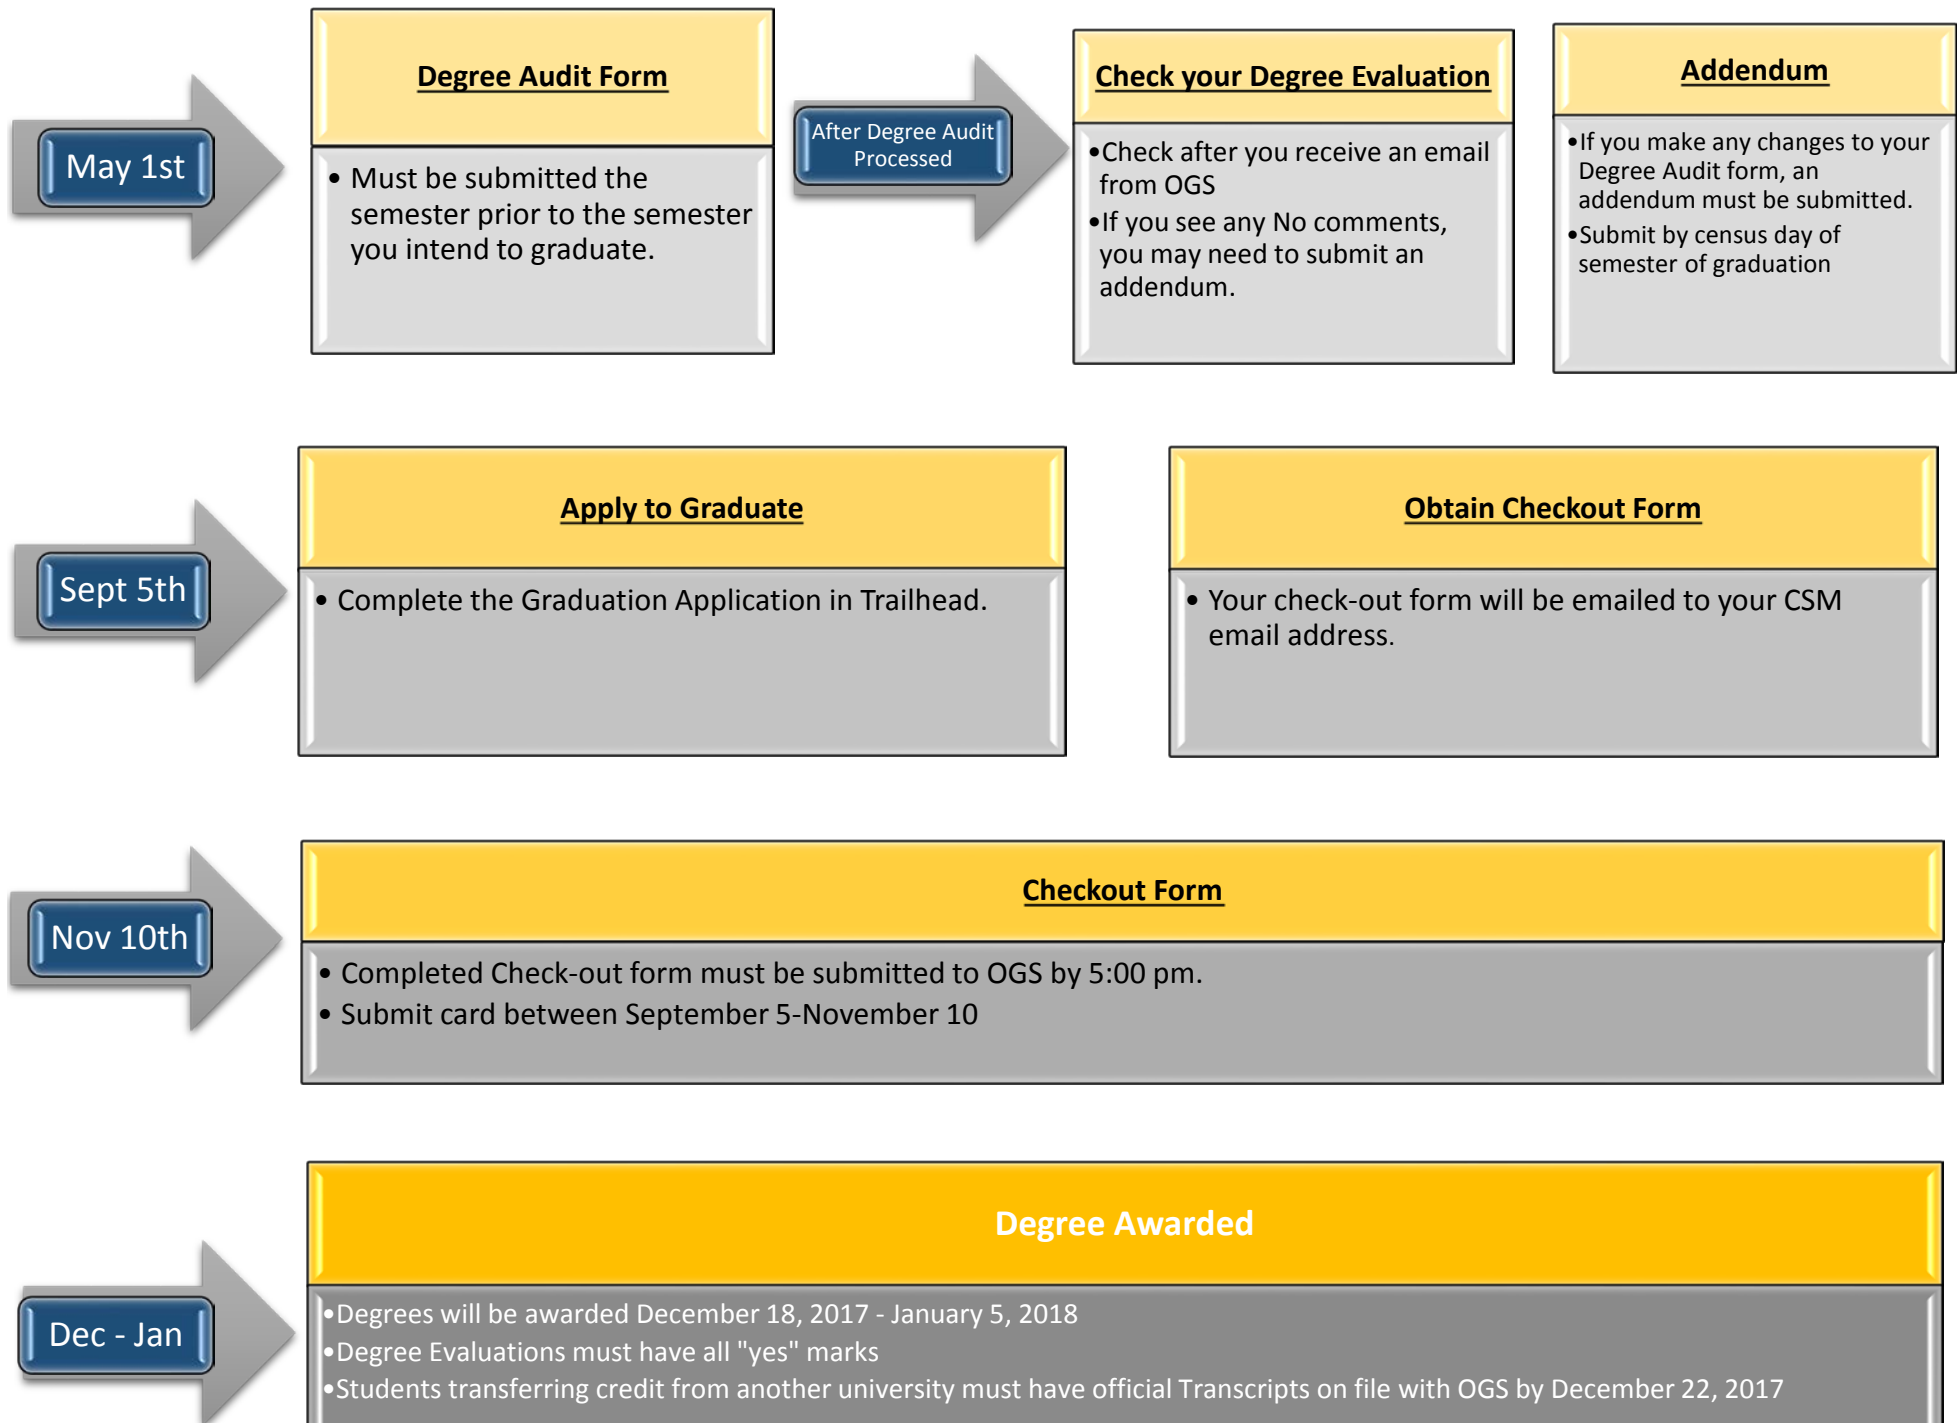 May 1st
Degree Audit Form
• Must be submitted the
semester prior to the semester
you intend to graduate.
After Degree Audit
Processed
Check your Degree Evaluation
•Check after you receive an email
from OGS
•If you see any No comments,
you may need to submit an
addendum.
Addendum
•If you make any changes to your
Degree Audit form, an
addendum must be submitted.
•Submit by census day of
semester of graduation
Sept 5th
Apply to Graduate
• Complete the Graduation Application in Trailhead.
Obtain Checkout Form
• Your check-out form will be emailed to your CSM
email address.
Nov 10th
Checkout Form
• Completed Check-out form must be submitted to OGS by 5:00 pm.
• Submit card between September 5-November 10
Dec - Jan
Degree Awarded
•Degrees will be awarded December 18, 2017 - January 5, 2018
•Degree Evaluations must have all "yes" marks
•Students transferring credit from another university must have official Transcripts on file with OGS by December 22, 2017